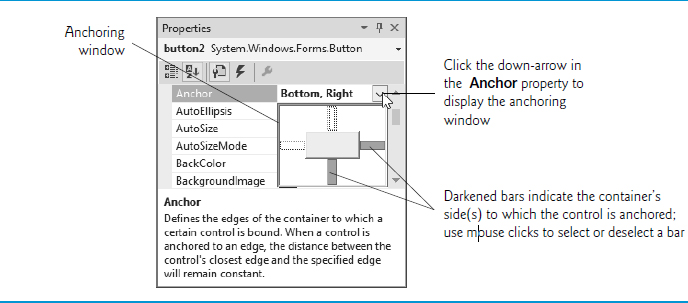 Anchoring
window
Properties
button2 System.Windows.Forms.Button
Anchor Bottom, Right
AutoEllipsis
AutoSize
AutoSizeMode
BackColor
BackgroundImage
Anchor
Defines the edges of the container to which a
certain control is bound. When a control is
anchored to an edge, the distance between the
control's closest edge and the specified edge
will remain constant.
Click the down-arrow in
the Anchor property to
display the anchoring
window
Darkened bars indicate the container's
side(s) to which the control is anchored;
use mouse clicks to select or deselect a bar